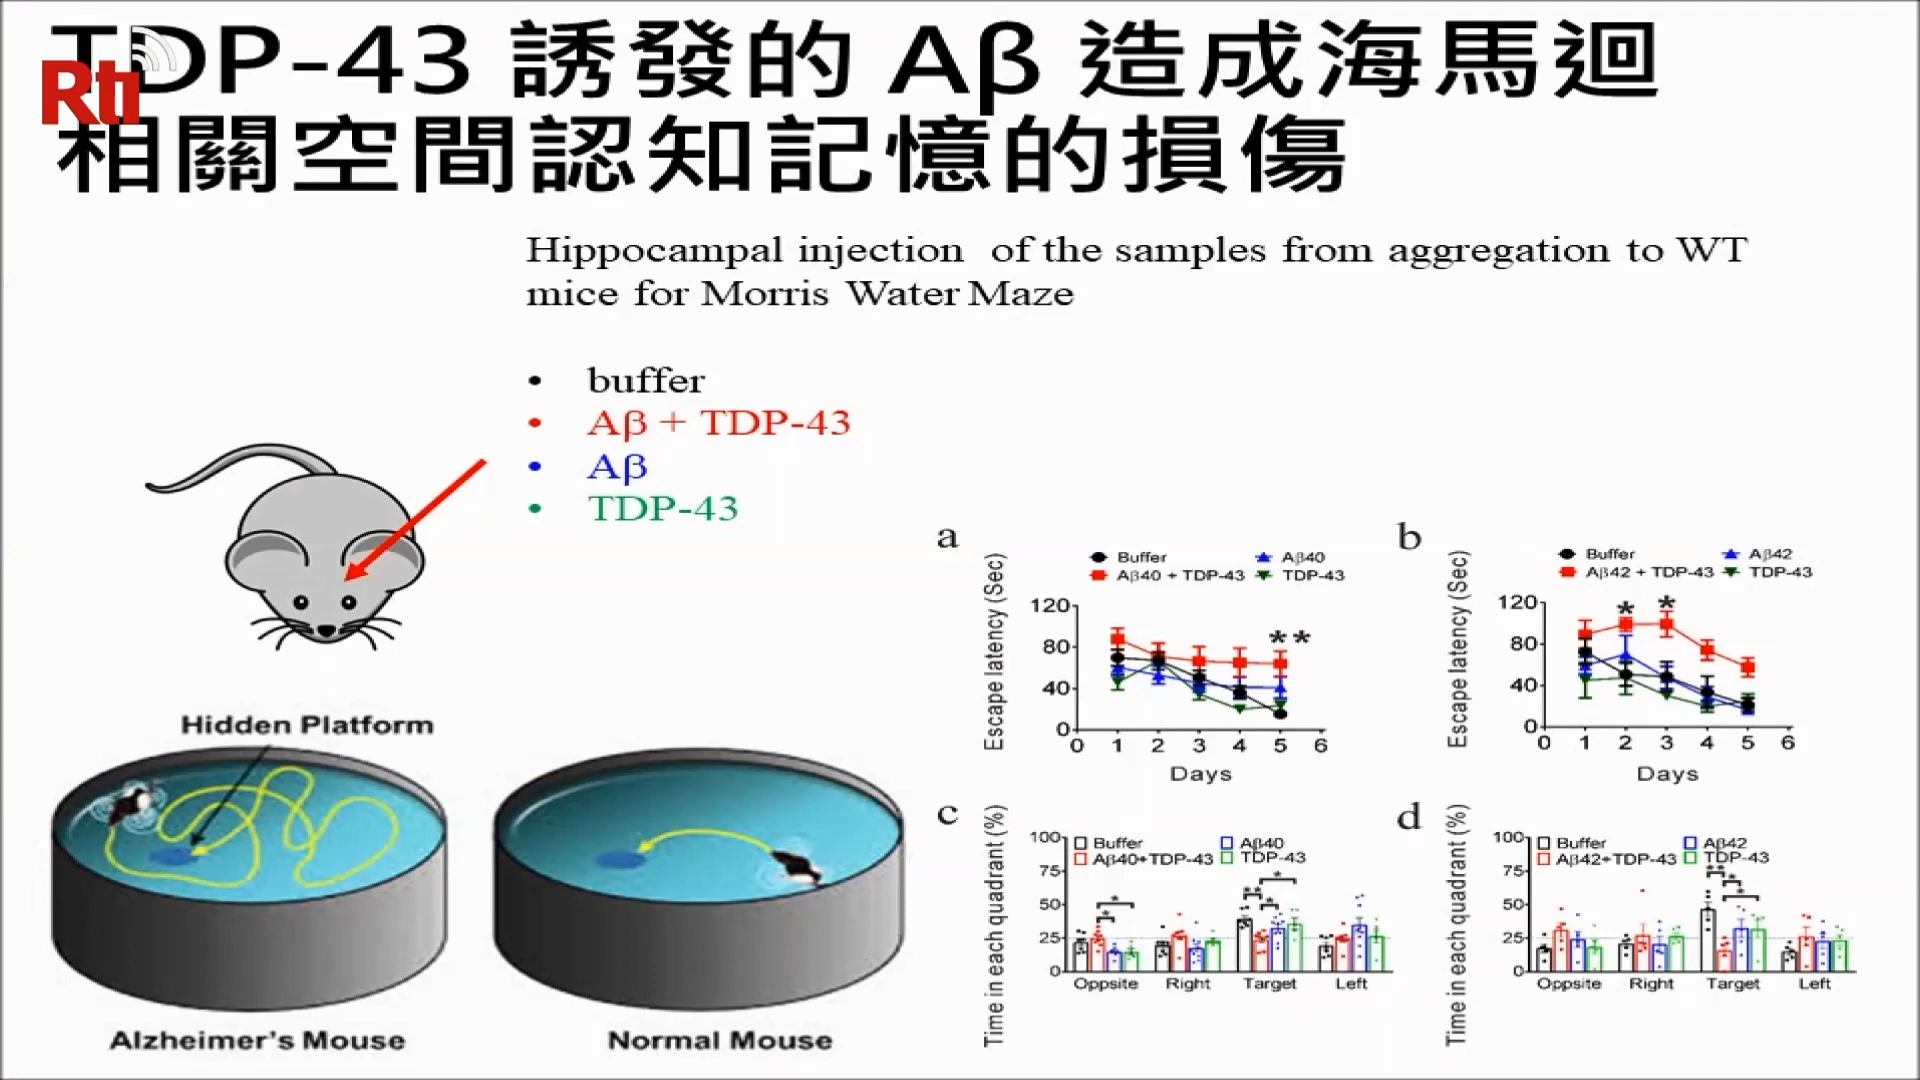 TDP-43 誘發的 Aβ 造成海馬迴
Rti
相關空間認知記憶的損傷
Hippocampal injection of the samples from aggregation to WT
mice for Morris Water Maze
• buffer
• Aβ + TDP-43
• Aβ
• TDP-43
Hidden Platform
Alzheimer's Mouse
Normal Mouse
a
Buffer Aβ40
Aβ40 + TDP-43 TDP-43
Escape latency (Sec)
120
**
80
40
0
0 1 2 3 4 5 6
Days
b
Buffer Aβ42
Aβ42 + TDP-43 TDP-43
Escape latency (Sec)
120
* *
80
40
0
0 1 2 3 4 5 6
Days
c
Time in each quadrant (%)
100
Buffer Aβ40
Aβ40+TDP-43 TDP-43
75
*
** *
50
*
25
0
Oppsite Right Target Left
d
Time in each quadrant (%)
100
Buffer Aβ42
Aβ42+TDP-43 TDP-43
75
**
*
*
50
25
0
Oppsite Right Target Left